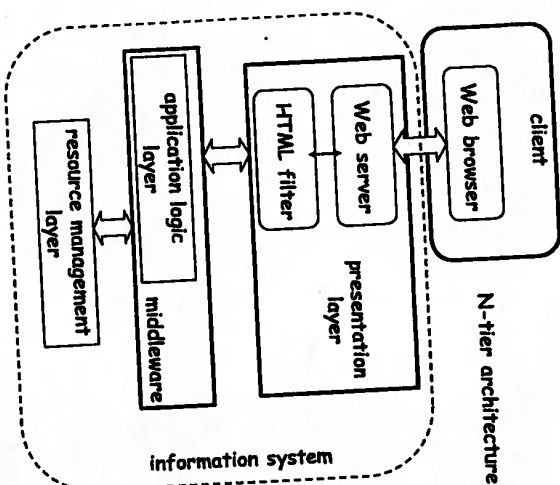 client
Web browser
N-tier architecture
Web server
HTML filter
presentation
layer
application logic
layer
middleware
resource management
layer
information system